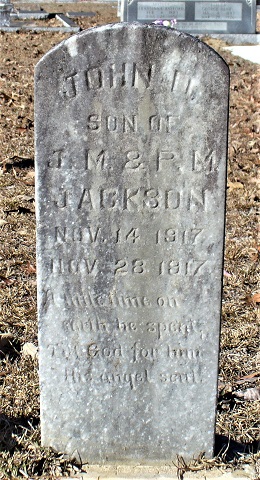 JOHN H.
SON OF
J. M. & P. M.
JACKSON
NOV. 14 1917,
NOV. 28 1917.
A little time on
earth he spent,
Till God for him
His angel sent.